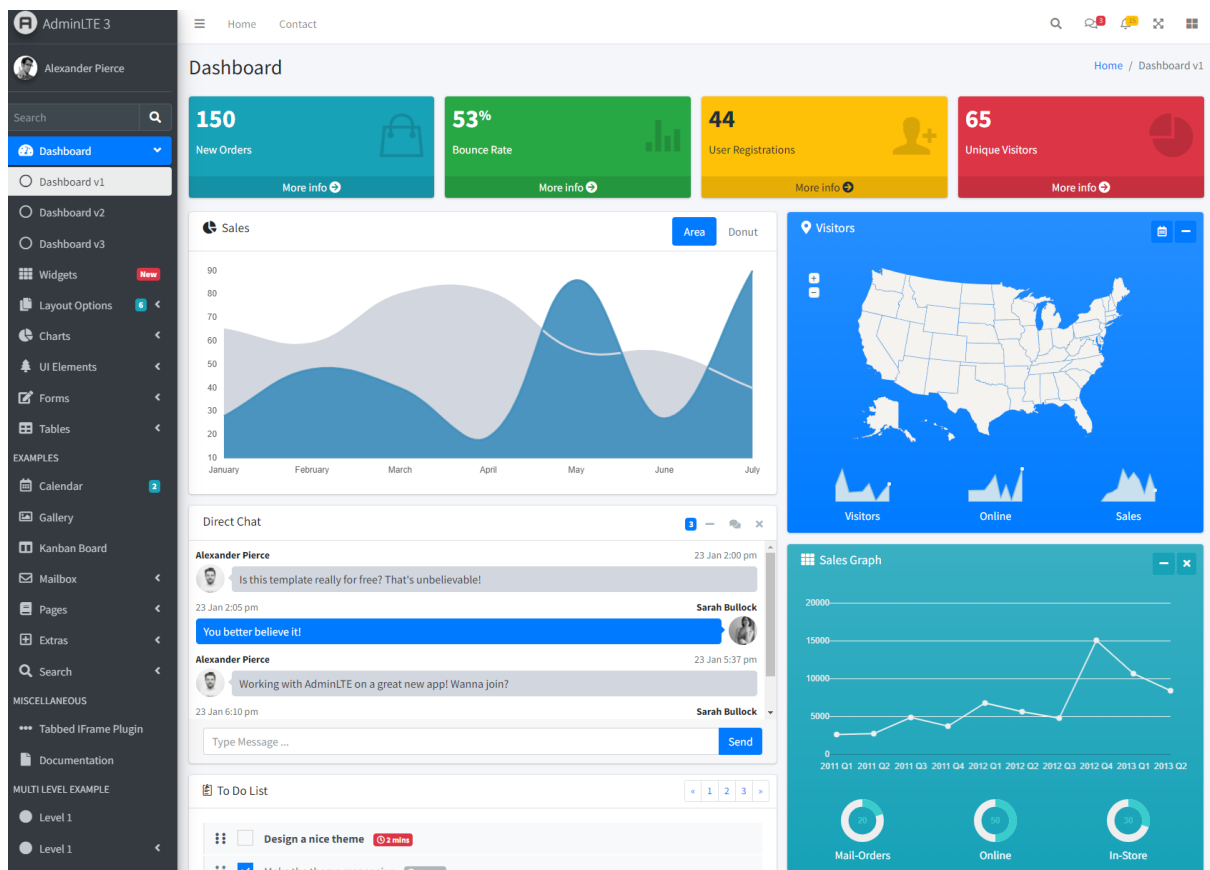 AdminLTE 3
Home Contact
3
15
Alexander Pierce
Search
Dashboard
Dashboard v1
Dashboard v2
Dashboard v3
Widgets New
Layout Options 6
Charts
UI Elements
Forms
Tables
EXAMPLES
Calendar 2
Gallery
Kanban Board
Mailbox
Pages
Extras
Search
MISCELLANEOUS
Tabbed IFrame Plugin
Documentation
MULTI LEVEL EXAMPLE
Level 1
Level 1
Dashboard
Home / Dashboard v1
150
New Orders
More info
53%
Bounce Rate
More info
44
User Registrations
More info
65
Unique Visitors
More info
Sales
Area Donut
90
80
70
60
50
40
30
20
10
January February March April May June July
Direct Chat 3
Alexander Pierce 23 Jan 2:00 pm
Is this template really for free? That's unbelievable!
23 Jan 2:05 pm Sarah Bullock
You better believe it!
Alexander Pierce 23 Jan 5:37 pm
Working with AdminLTE on a great new app! Wanna join?
23 Jan 6:10 pm Sarah Bullock
Type Message ... Send
To Do List « 1 2 3 »
Design a nice theme 2 mins
Visitors
+
−
Visitors Online Sales
Sales Graph
20000
15000
10000
5000
0
2011 Q1 2011 Q2 2011 Q3 2011 Q4 2012 Q1 2012 Q2 2012 Q3 2012 Q4 2013 Q1 2013 Q2
20 50 30
Mail-Orders Online In-Store